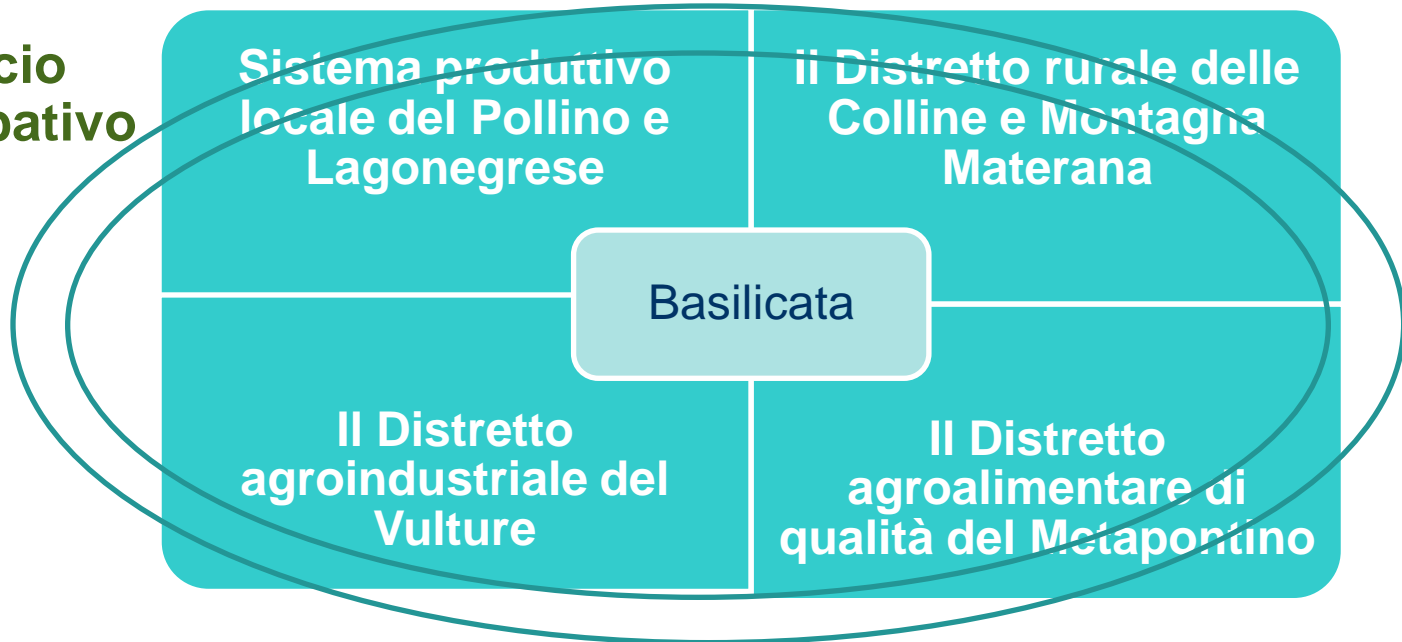 cio
pativo
Sistema produttivo
locale del Pollino e
Lagonegrese
Il Distretto rurale delle
Colline e Montagna
Materana
Basilicata
Il Distretto
agroindustriale del
Vulture
Il Distretto
agroalimentare di
qualità del Metapontino